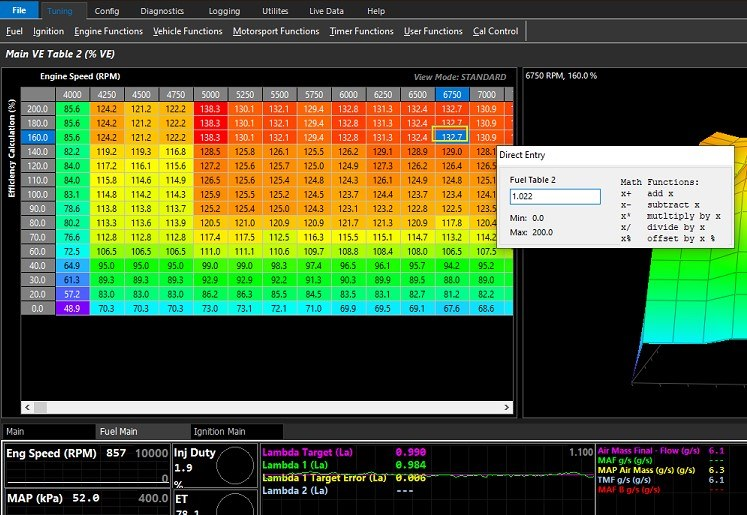 File Tuning Config Diagnostics Logging Utilites Live Data Help
Fuel Ignition Engine Functions Vehicle Functions Motorsport Functions Timer Functions User Functions Cal Control
Main VE Table 2 (% VE)
Engine Speed (RPM) View Mode: STANDARD
Efficiency Calculation (%)
4000 4250 4500 4750 5000 5250 5500 5750 6000 6250 6500 6750 7000
200.0 85.6 124.2 121.2 122.2 138.3 130.1 132.1 129.4 132.8 131.3 132.4 132.7 130.9
180.0 85.6 124.2 121.2 122.2 138.3 130.1 132.1 129.4 132.8 131.3 132.4 132.7 130.9
160.0 85.6 124.2 121.2 122.2 138.3 130.1 132.1 129.4 132.8 131.3 132.4 132.7 130.9
140.0 82.2 119.2 119.3 116.8 128.5 125.8 126.1 125.5 126.2 129.1 128.9 129.0 128.1
120.0 84.0 117.2 116.1 115.6 127.2 126.2 125.7 125.0 124.9 127.1 126.4 126.4
110.0 84.0 115.1 115.2 114.9 126.5 125.6 125.4 124.8 124.3 126.1 124.9 124.9
100.0 83.1 114.8 114.2 114.3 125.9 125.5 125.0 124.5 123.9 124.9 123.8 123.8
90.0 78.6 113.8 113.8 113.7 125.2 125.5 124.0 124.0 123.4 122.8 122.5 122.5
80.0 80.2 113.3 113.6 113.2 120.5 121.0 120.9 121.9 120.9 121.3 120.9 117.8 120.4
70.0 76.6 112.8 112.8 112.8 117.4 117.5 112.5 116.3 115.5 115.1 114.7 113.2 114.2
60.0 72.5 106.5 106.5 106.5 111.0 111.1 110.6 109.7 108.8 108.4 108.0 106.5 107.5
40.0 64.9 95.0 95.0 95.0 99.0 99.0 98.3 97.4 96.5 96.1 95.7 94.2 95.2
30.0 61.3 89.3 89.3 89.3 92.9 92.9 92.2 91.3 90.3 89.9 89.5 88.0 89.0
20.0 57.2 83.0 83.0 83.0 86.2 86.3 85.5 84.5 83.5 83.1 82.7 81.2 82.2
0.0 48.9 70.3 70.3 70.3 73.0 73.1 72.1 71.0 69.9 69.5 69.1 67.6 68.6
6750 RPM, 160.0 %
Direct Entry
Fuel Table 2
1.022
Min: 0.0
Max: 200.0
Math Functions:
x+ add x
x- subtract x
x* multlply by x
x/ divide by x
x% offset by x %
Main Fuel Main Ignition Main
Eng Speed (RPM) 857 10000
0
MAP (kPa) 52.0 400.0
Inj Duty
1.9
%
ET
78.1
Lambda Target (La) 0.990 1.100
Lambda 1 (La) 0.984
Lambda 1 Target Error (La) 0.006
Lambda 2 (La) ---
Air Mass Final - Flow (g/s) 6.1
MAF g/s (g/s) ---
MAP Air Mass (g/s) (g/s) 6.3
TMF g/s (g/s) 6.1
MAF B g/s (g/s) ---